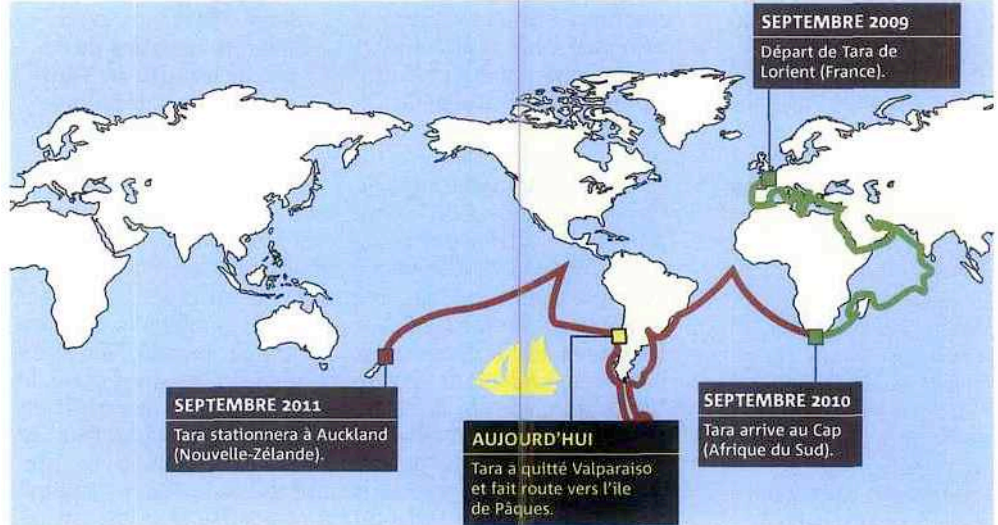 SEPTEMBRE 2009
Départ de Tara de
Lorient (France).
SEPTEMBRE 2011
Tara stationnera à Auckland
(Nouvelle-Zélande).
AUJOURD'HUI
Tara a quitté Valparaiso
et fait route vers l'île
de Pâques.
SEPTEMBRE 2010
Tara arrive au Cap
(Afrique du Sud).